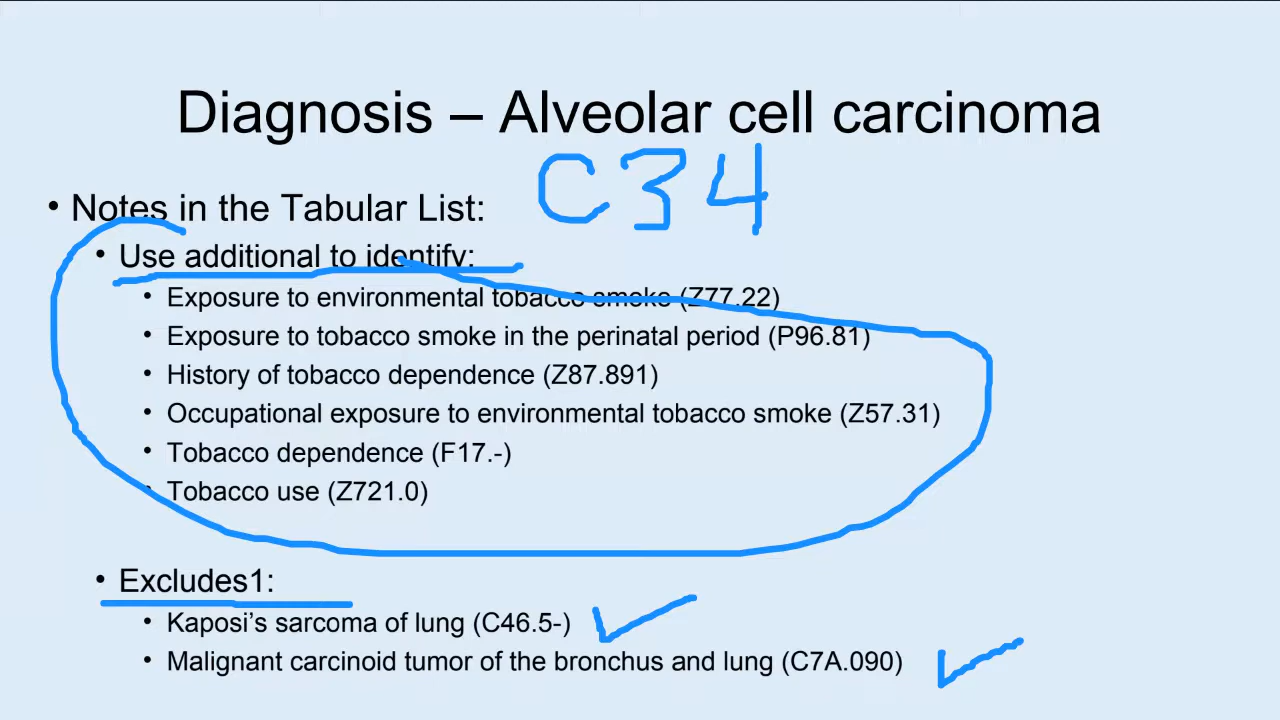 Diagnosis – Alveolar cell carcinoma
C34
• Notes in the Tabular List:
• Use additional to identify:
• Exposure to environmental tobacco smoke (Z77.22)
• Exposure to tobacco smoke in the perinatal period (P96.81)
• History of tobacco dependence (Z87.891)
• Occupational exposure to environmental tobacco smoke (Z57.31)
• Tobacco dependence (F17.-)
• Tobacco use (Z721.0)
• Excludes1:
• Kaposi’s sarcoma of lung (C46.5-)
• Malignant carcinoid tumor of the bronchus and lung (C7A.090)